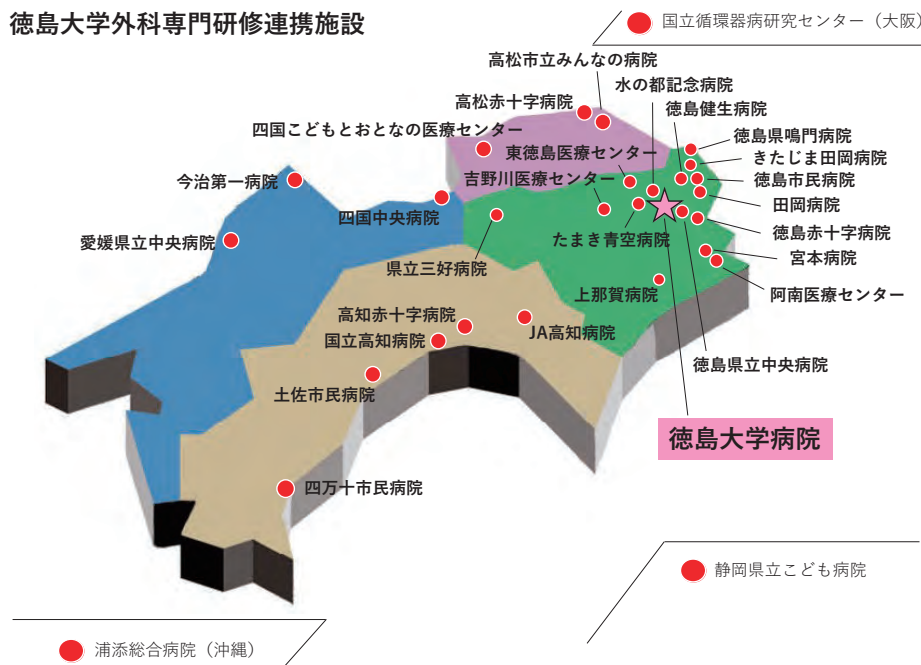 徳島大学外科専門研修連携施設
国立循環器病研究センター（大阪）
高松市立みんなの病院
水の都記念病院
高松赤十字病院
徳島健生病院
四国こどもとおとなの医療センター
徳島県鳴門病院
東徳島医療センター
きたじま田岡病院
今治第一病院
吉野川医療センター
徳島市民病院
田岡病院
四国中央病院
徳島赤十字病院
愛媛県立中央病院
たまき青空病院
宮本病院
県立三好病院
上那賀病院
阿南医療センター
高知赤十字病院
JA高知病院
国立高知病院
徳島県立中央病院
土佐市民病院
徳島大学病院
四万十市民病院
静岡県立こども病院
浦添総合病院（沖縄）